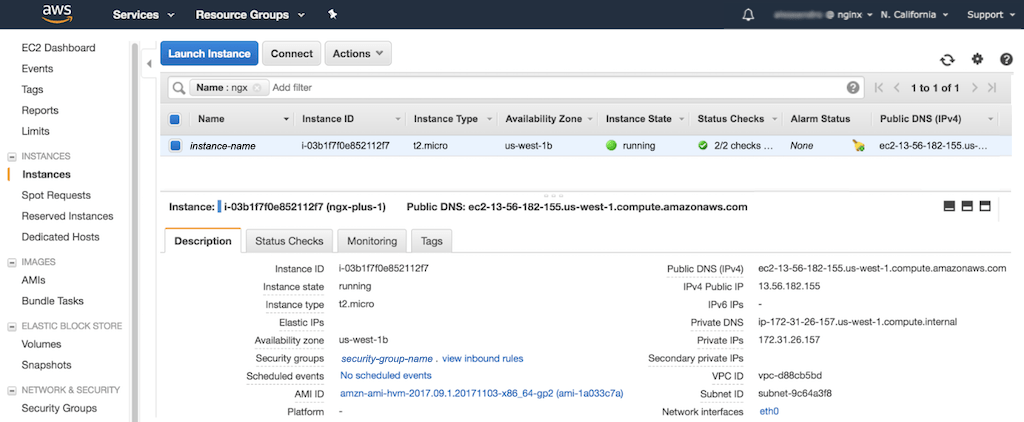 aws Services Resource Groups @ nginx N. California Support
EC2 Dashboard
Events
Tags
Reports
Limits
INSTANCES
Instances
Spot Requests
Reserved Instances
Dedicated Hosts
IMAGES
AMIs
Bundle Tasks
ELASTIC BLOCK STORE
Volumes
Snapshots
NETWORK & SECURITY
Security Groups
Launch Instance Connect Actions
Name : ngx Add filter 1 to 1 of 1
Name Instance ID Instance Type Availability Zone Instance State Status Checks Alarm Status Public DNS (IPv4)
instance-name i-03b1f7f0e852112f7 t2.micro us-west-1b running 2/2 checks ... None ec2-13-56-182-155.us-...
Instance: i-03b1f7f0e852112f7 (ngx-plus-1) Public DNS: ec2-13-56-182-155.us-west-1.compute.amazonaws.com
Description Status Checks Monitoring Tags
Instance ID i-03b1f7f0e852112f7 Public DNS (IPv4) ec2-13-56-182-155.us-west-1.compute.amazonaws.com
Instance state running IPv4 Public IP 13.56.182.155
Instance type t2.micro IPv6 IPs -
Elastic IPs Private DNS ip-172-31-26-157.us-west-1.compute.internal
Availability zone us-west-1b Private IPs 172.31.26.157
Security groups security-group-name . view inbound rules Secondary private IPs
Scheduled events No scheduled events VPC ID vpc-d88cb5bd
AMI ID amzn-ami-hvm-2017.09.1.20171103-x86_64-gp2 (ami-1a033c7a) Subnet ID subnet-9c64a3f8
Platform - Network interfaces eth0